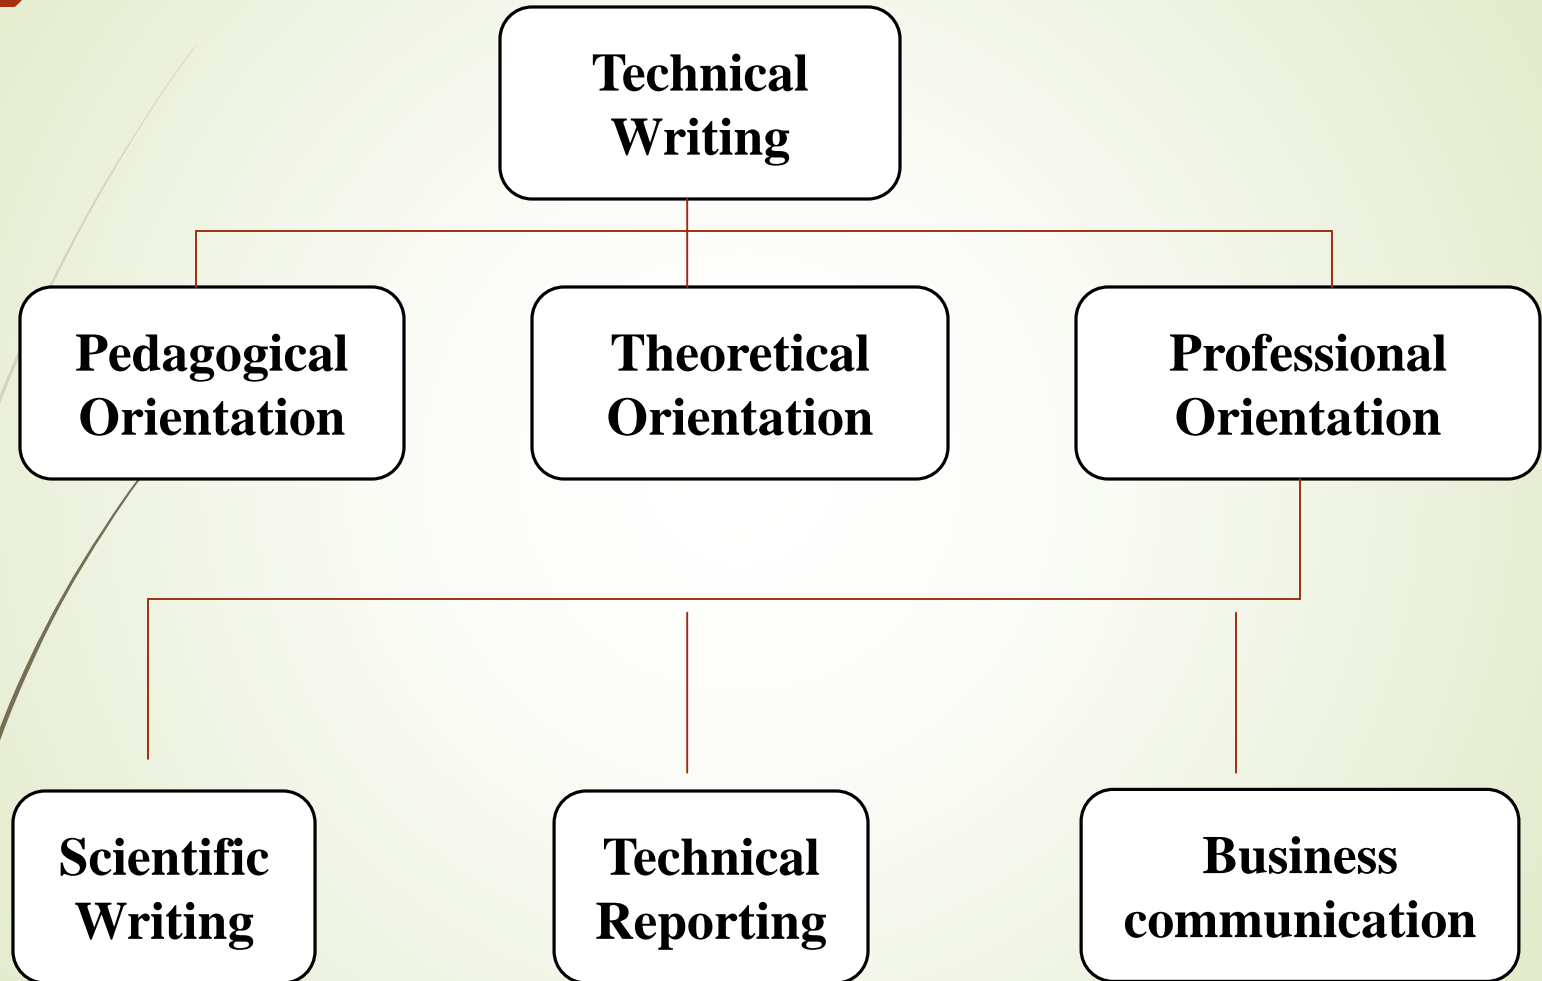 Technical
Writing
Pedagogical
Orientation
Theoretical
Orientation
Professional
Orientation
Scientific
Writing
Technical
Reporting
Business
communication